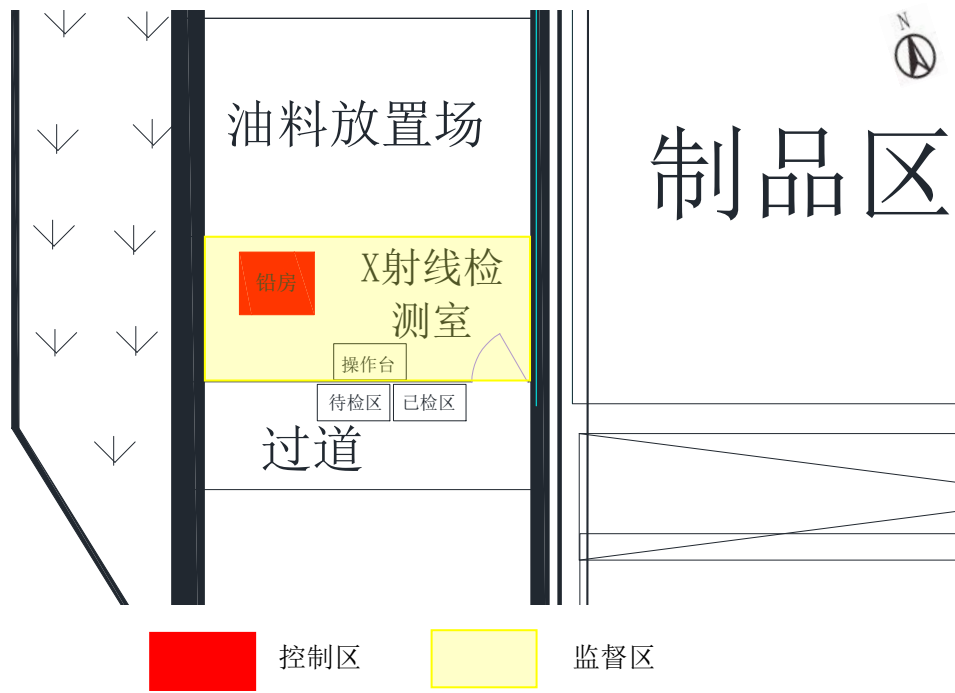 N
油料放置场
制品区
X射线检
测室
铅房
操作台
待检区
已检区
过道
控制区
监督区